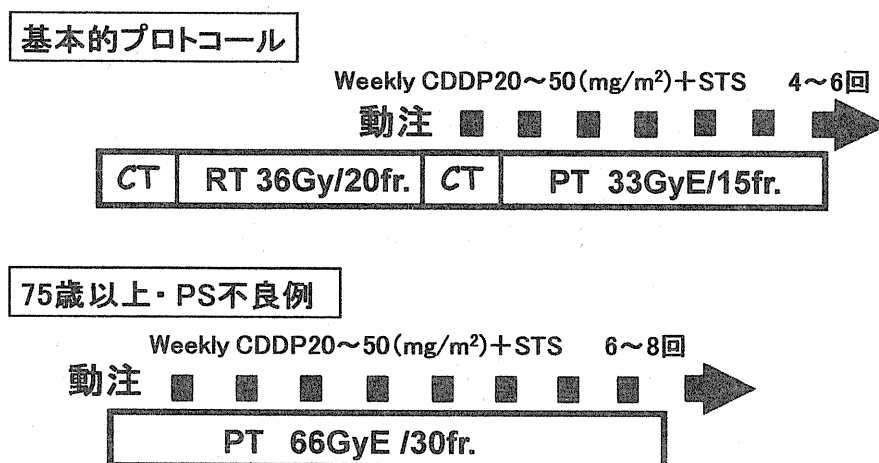 基本的プロトコール
Weekly CDDP20～50(mg/m²)+STS 4～6回
動注
CT RT 36Gy/20fr. CT PT 33GyE/15fr.
75歳以上・PS不良例
Weekly CDDP20～50(mg/m²)+STS 6～8回
動注
PT 66GyE /30fr.